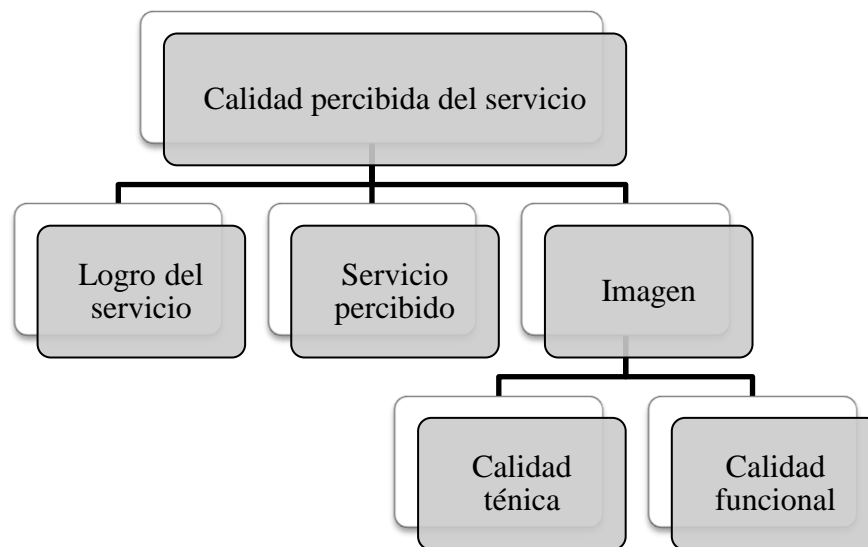 Calidad percibida del servicio
Logro del
servicio
Servicio
percibido
Imagen
Calidad
ténica
Calidad
funcional